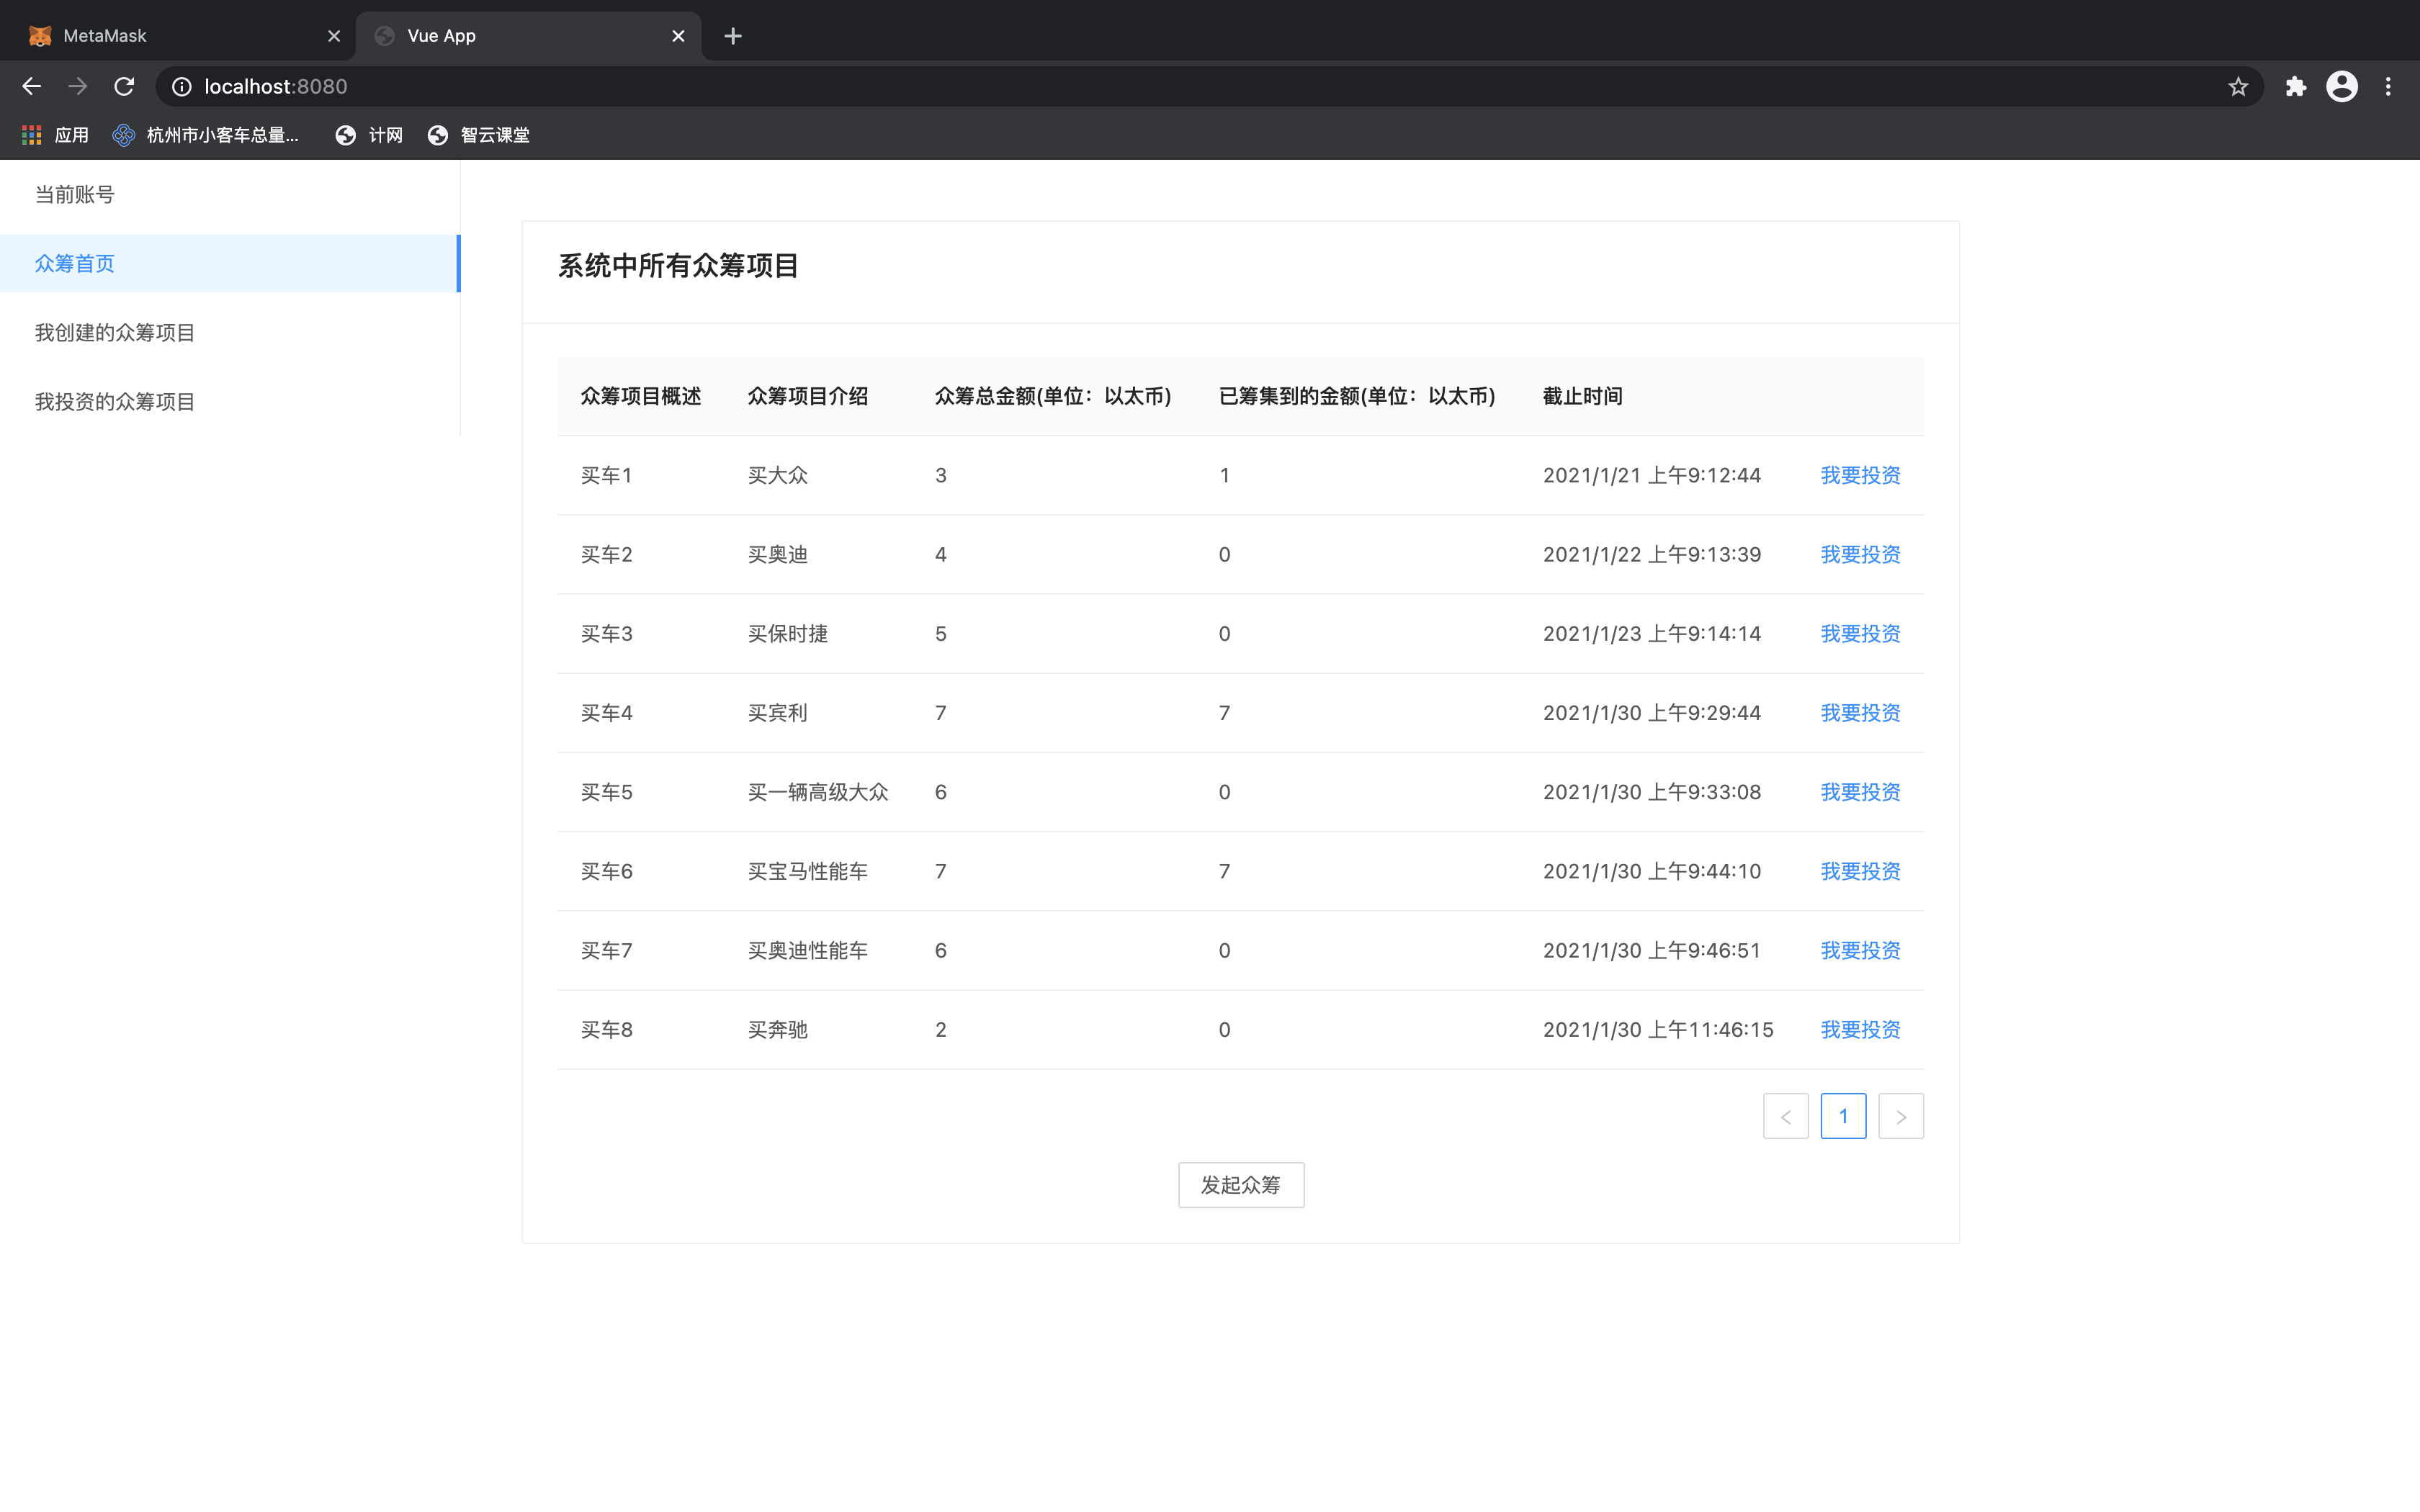 MetaMask
Vue App
localhost:8080
应用 杭州市小客车总量... 计网 智云课堂
当前账号
众筹首页
我创建的众筹项目
我投资的众筹项目
系统中所有众筹项目
众筹项目概述 众筹项目介绍 众筹总金额(单位：以太币) 已筹集到的金额(单位：以太币) 截止时间
买车1 买大众 3 1 2021/1/21 上午9:12:44 我要投资
买车2 买奥迪 4 0 2021/1/22 上午9:13:39 我要投资
买车3 买保时捷 5 0 2021/1/23 上午9:14:14 我要投资
买车4 买宾利 7 7 2021/1/30 上午9:29:44 我要投资
买车5 买一辆高级大众 6 0 2021/1/30 上午9:33:08 我要投资
买车6 买宝马性能车 7 7 2021/1/30 上午9:44:10 我要投资
买车7 买奥迪性能车 6 0 2021/1/30 上午9:46:51 我要投资
买车8 买奔驰 2 0 2021/1/30 上午11:46:15 我要投资
1
发起众筹